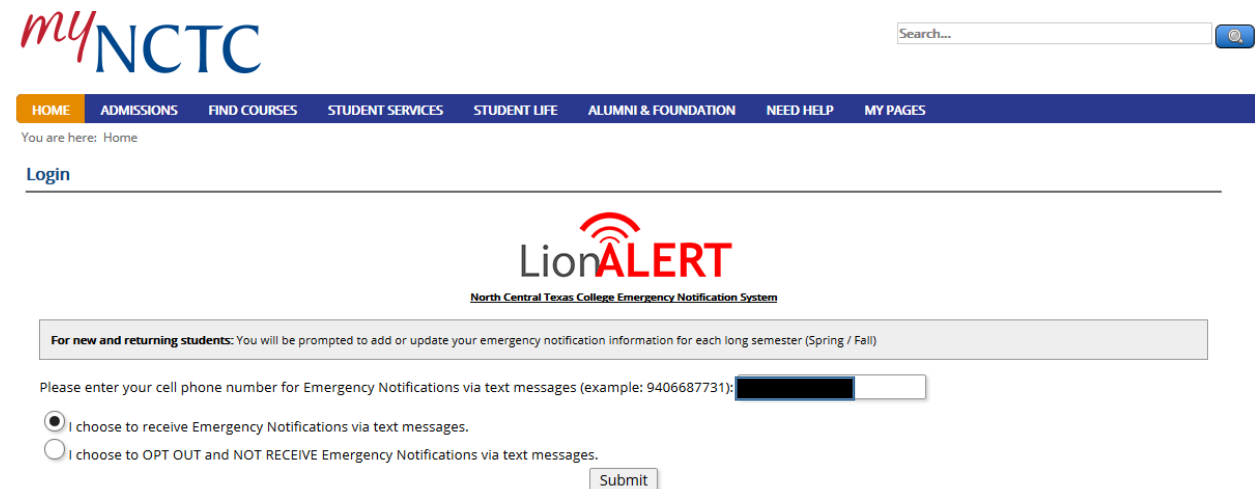 myNCTC
Search...
HOME ADMISSIONS FIND COURSES STUDENT SERVICES STUDENT LIFE ALUMNI & FOUNDATION NEED HELP MY PAGES
You are here: Home
Login
LionALERT
North Central Texas College Emergency Notification System
For new and returning students: You will be prompted to add or update your emergency notification information for each long semester (Spring / Fall)
Please enter your cell phone number for Emergency Notifications via text messages (example: 9406687731):
I choose to receive Emergency Notifications via text messages.
I choose to OPT OUT and NOT RECEIVE Emergency Notifications via text messages.
Submit